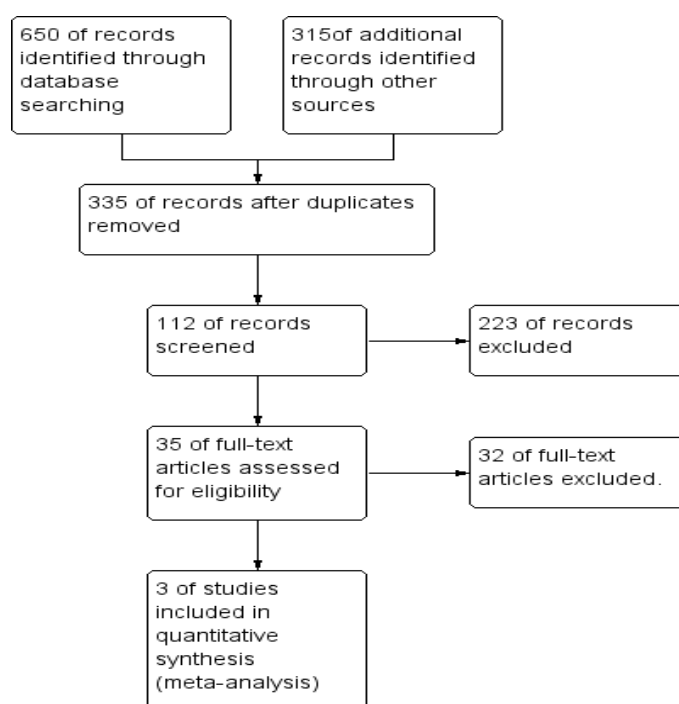 650 of records
identified through
database
searching
315of additional
records identified
through other
sources
335 of records after duplicates
removed
112 of records
screened
223 of records
excluded
35 of full-text
articles assessed
for eligibility
32 of full-text
articles excluded.
3 of studies
included in
quantitative
synthesis
(meta-analysis)